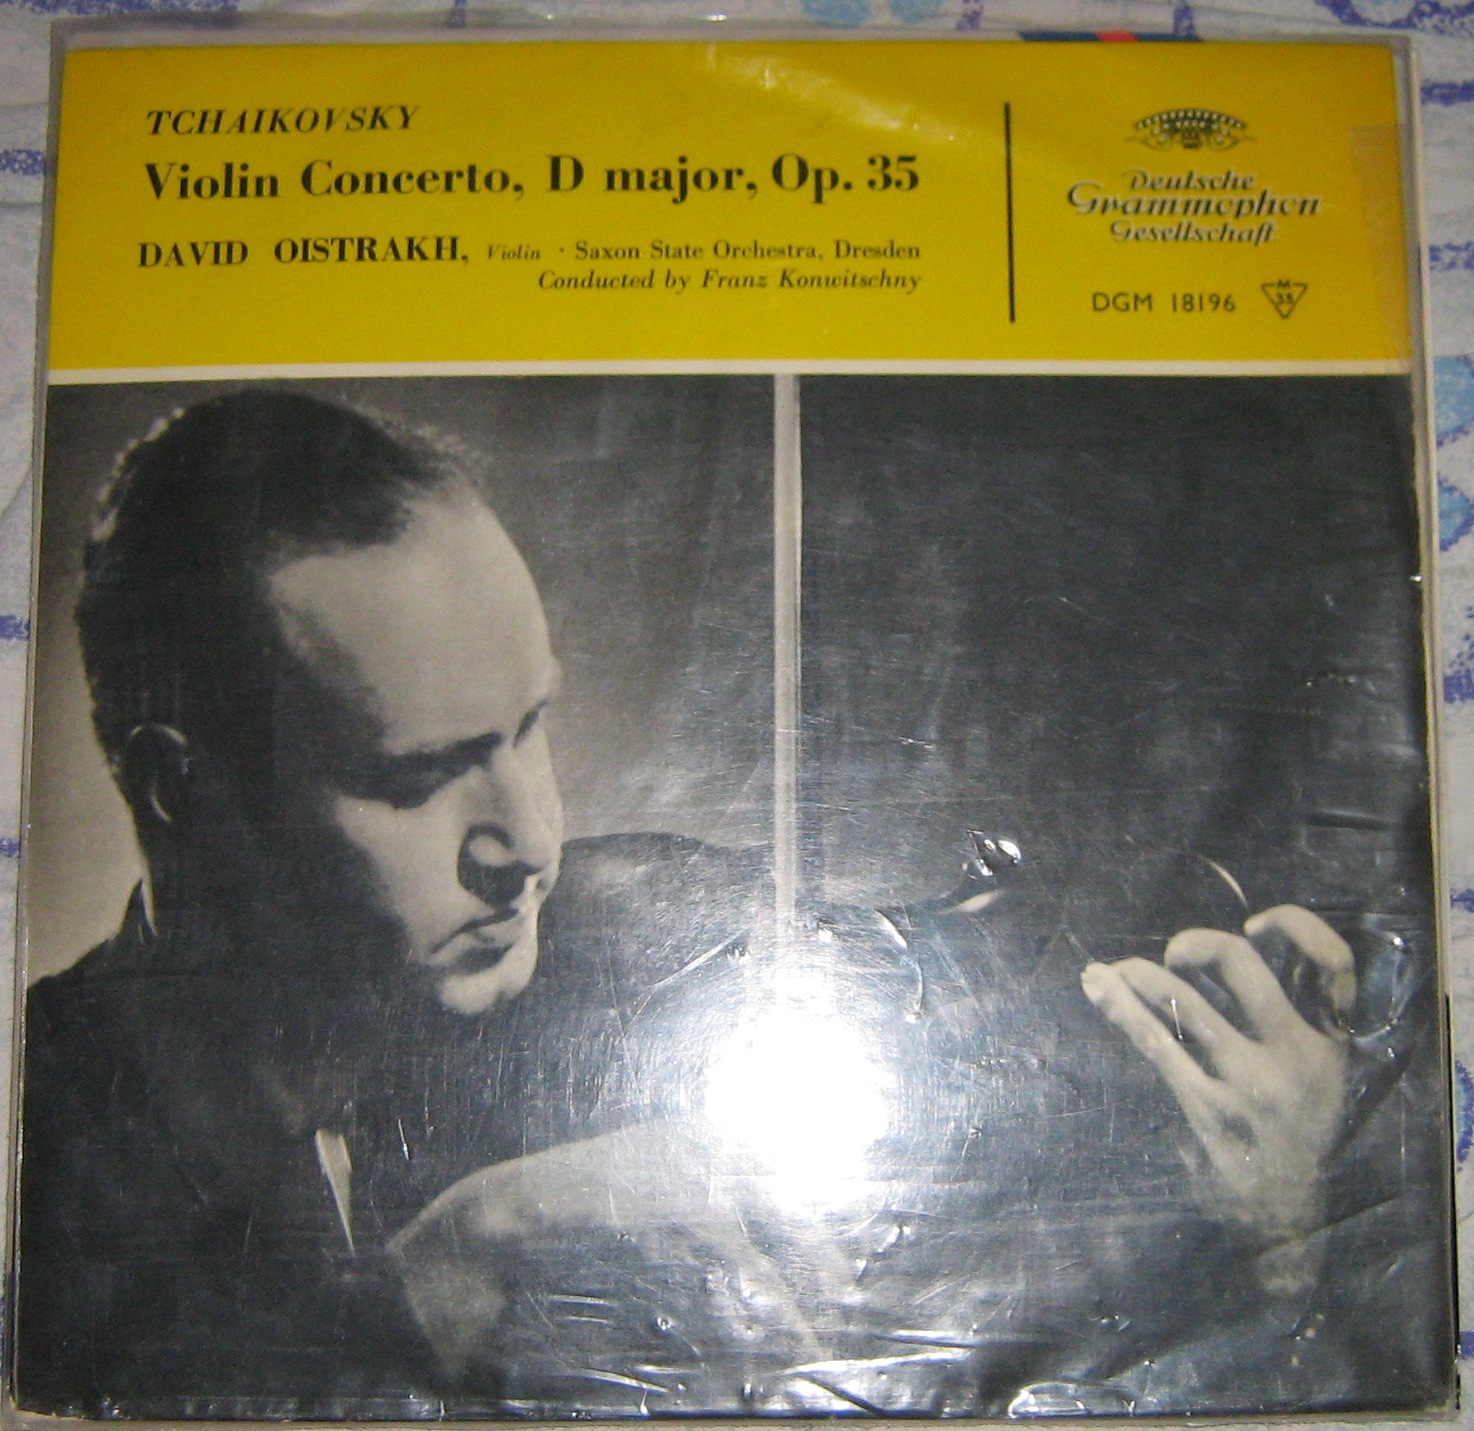 TCHAIKOVSKY
Violin Concerto, D major, Op. 35
DAVID OISTRAKH, Violin · Saxon State Orchestra, Dresden
Conducted by Franz Konwitschny
Deutsche
Grammophon
Gesellschaft
DGM 18196
M
33